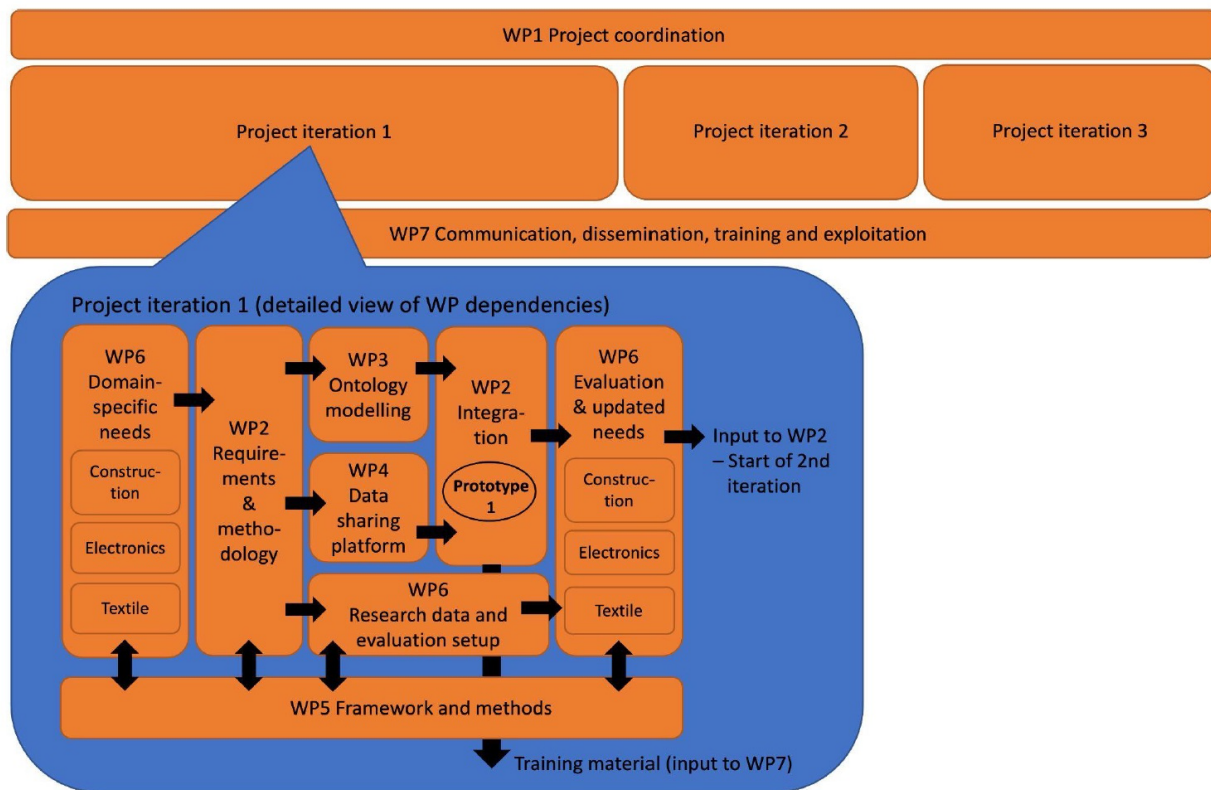 WP1 Project coordination
Project iteration 1
Project iteration 2
Project iteration 3
WP7 Communication, dissemination, training and exploitation
Project iteration 1 (detailed view of WP dependencies)
WP6
Domain-
specific
needs
Construc-
tion
Electronics
Textile
WP2
Require-
ments
&
metho-
dology
WP3
Ontology
modelling
WP4
Data
sharing
platform
WP2
Integra-
tion
Prototype
1
WP6
Research data and
evaluation setup
WP6
Evaluation
& updated
needs
Construc-
tion
Electronics
Textile
Input to WP2
– Start of 2nd
iteration
WP5 Framework and methods
Training material (input to WP7)